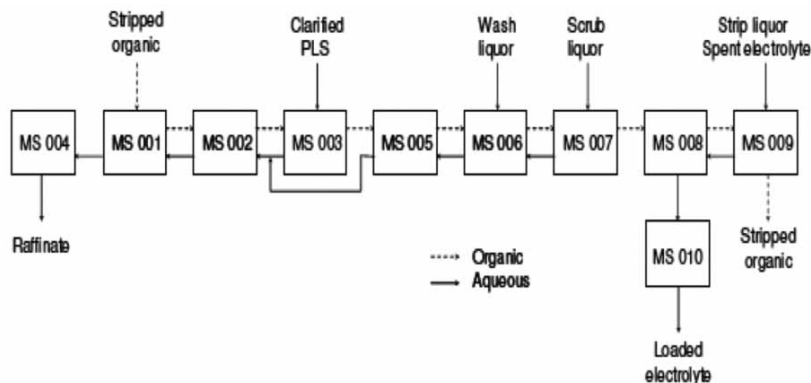 Stripped
organic
Clarified
PLS
Wash
liquor
Scrub
liquor
Strip liquor
Spent electrolyte
MS 004
MS 001
MS 002
MS 003
MS 005
MS 006
MS 007
MS 008
MS 009
Raffinate
MS 010
Stripped
organic
Organic
Aqueous
Loaded
electrolyte